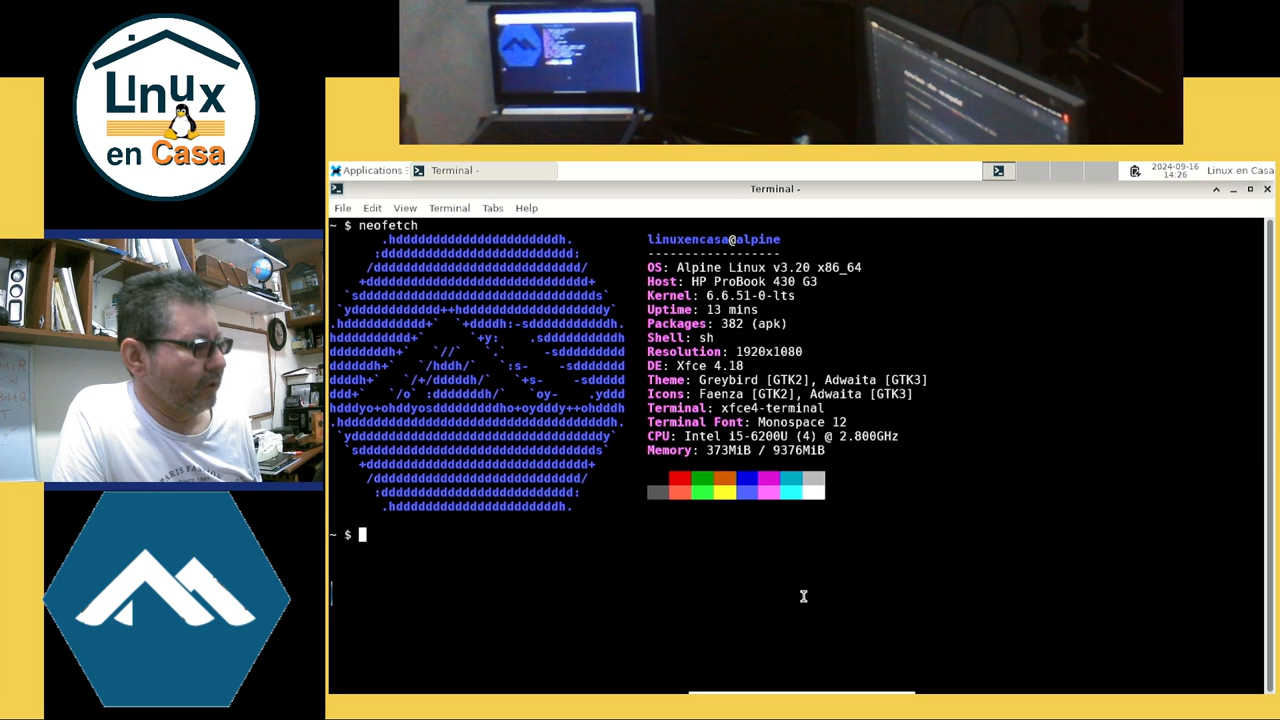 Linux
en Casa
Applications
Terminal -
2024-09-16
14:26
Linux en Casa
Terminal -
File Edit View Terminal Tabs Help
~ $ neofetch
linuxencasa@alpine
------------------
OS: Alpine Linux v3.20 x86_64
Host: HP ProBook 430 G3
Kernel: 6.6.51-0-lts
Uptime: 13 mins
Packages: 382 (apk)
Shell: sh
Resolution: 1920x1080
DE: Xfce 4.18
Theme: Greybird [GTK2], Adwaita [GTK3]
Icons: Faenza [GTK2], Adwaita [GTK3]
Terminal: xfce4-terminal
Terminal Font: Monospace 12
CPU: Intel i5-6200U (4) @ 2.800GHz
Memory: 373MiB / 9376MiB
~ $
PARIS FASHION